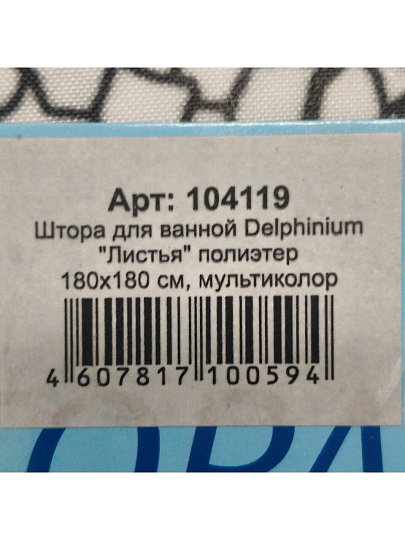 Арт: 104119
Штора для ванной Delphinium
"Листья" полиэтер
180х180 см, мультиколор
4 607817 100594